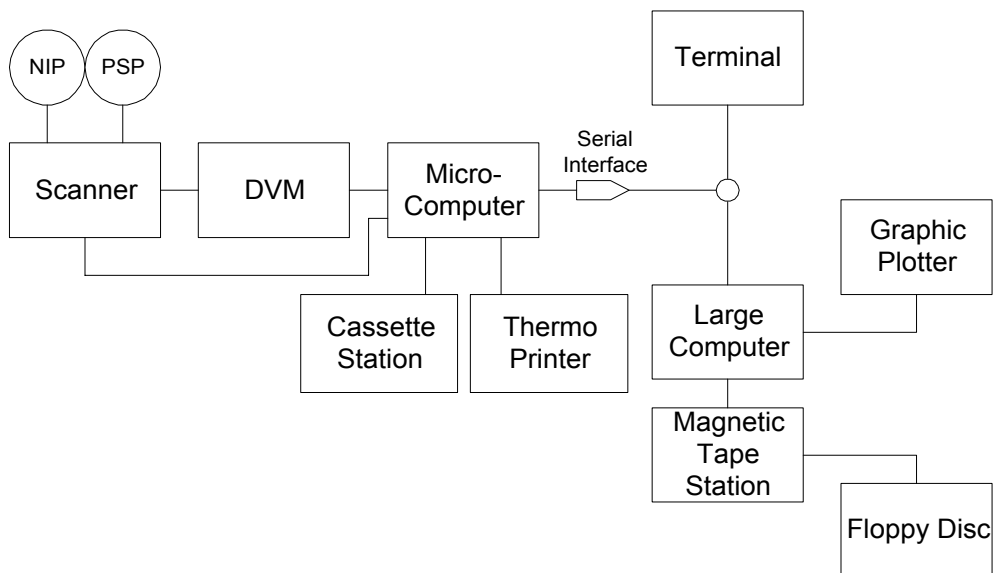 NIP
PSP
Terminal
Serial
Interface
Scanner
DVM
Micro-
Computer
Graphic
Plotter
Cassette
Station
Thermo
Printer
Large
Computer
Magnetic
Tape
Station
Floppy Disc